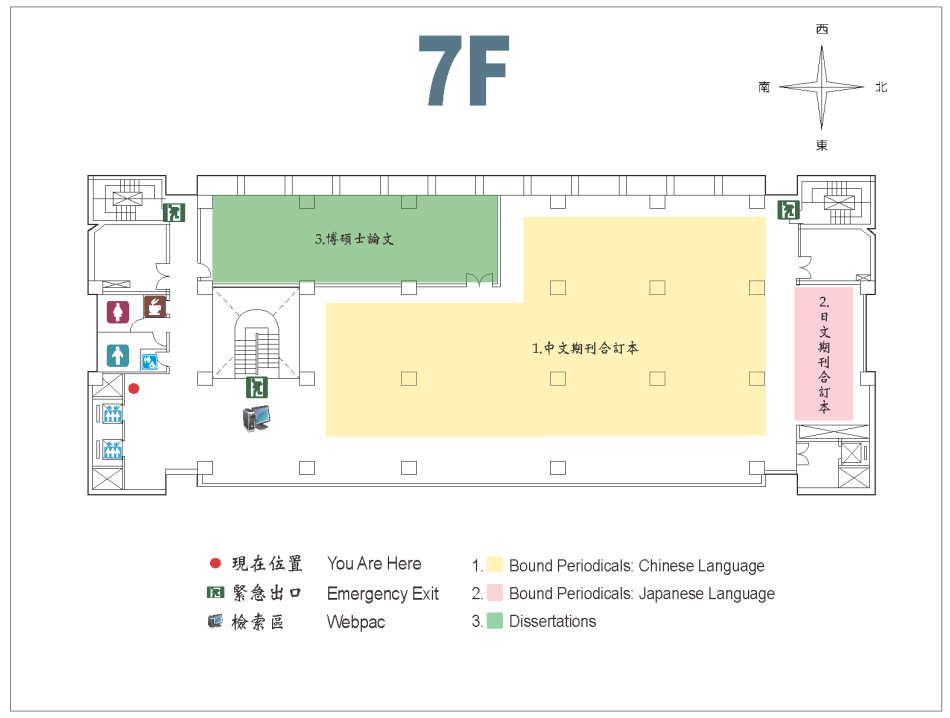 7F
西
南
北
東
3.博碩士論文
2.日文期刊合訂本
1.中文期刊合訂本
現在位置 You Are Here
緊急出口 Emergency Exit
檢索區 Webpac
1. Bound Periodicals: Chinese Language
2. Bound Periodicals: Japanese Language
3. Dissertations